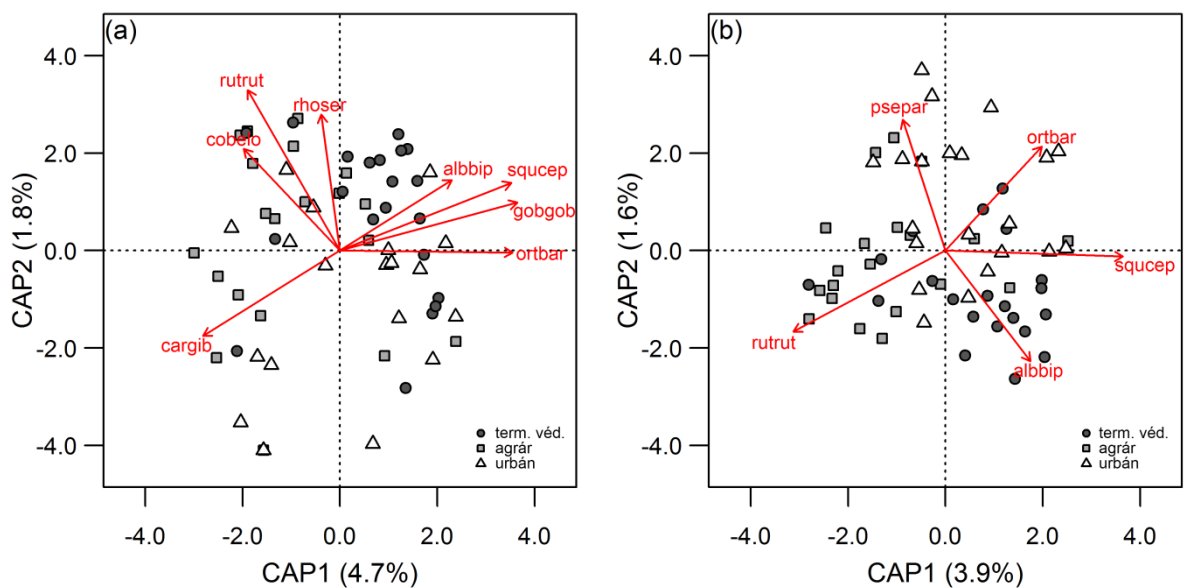 (a)
4.0
2.0
0.0
-2.0
-4.0
CAP2 (1.8%)
rutrut
rhoser
cobelo
albbip
squcep
gobgob
ortbar
cargib
term. véd.
agrár
urbán
-4.0 -2.0 0.0 2.0 4.0
CAP1 (4.7%)
(b)
4.0
2.0
0.0
-2.0
-4.0
CAP2 (1.6%)
psepar
ortbar
squcep
rutrut
albbip
term. véd.
agrár
urbán
4.0 -2.0 0.0 2.0 4.0
CAP1 (3.9%)